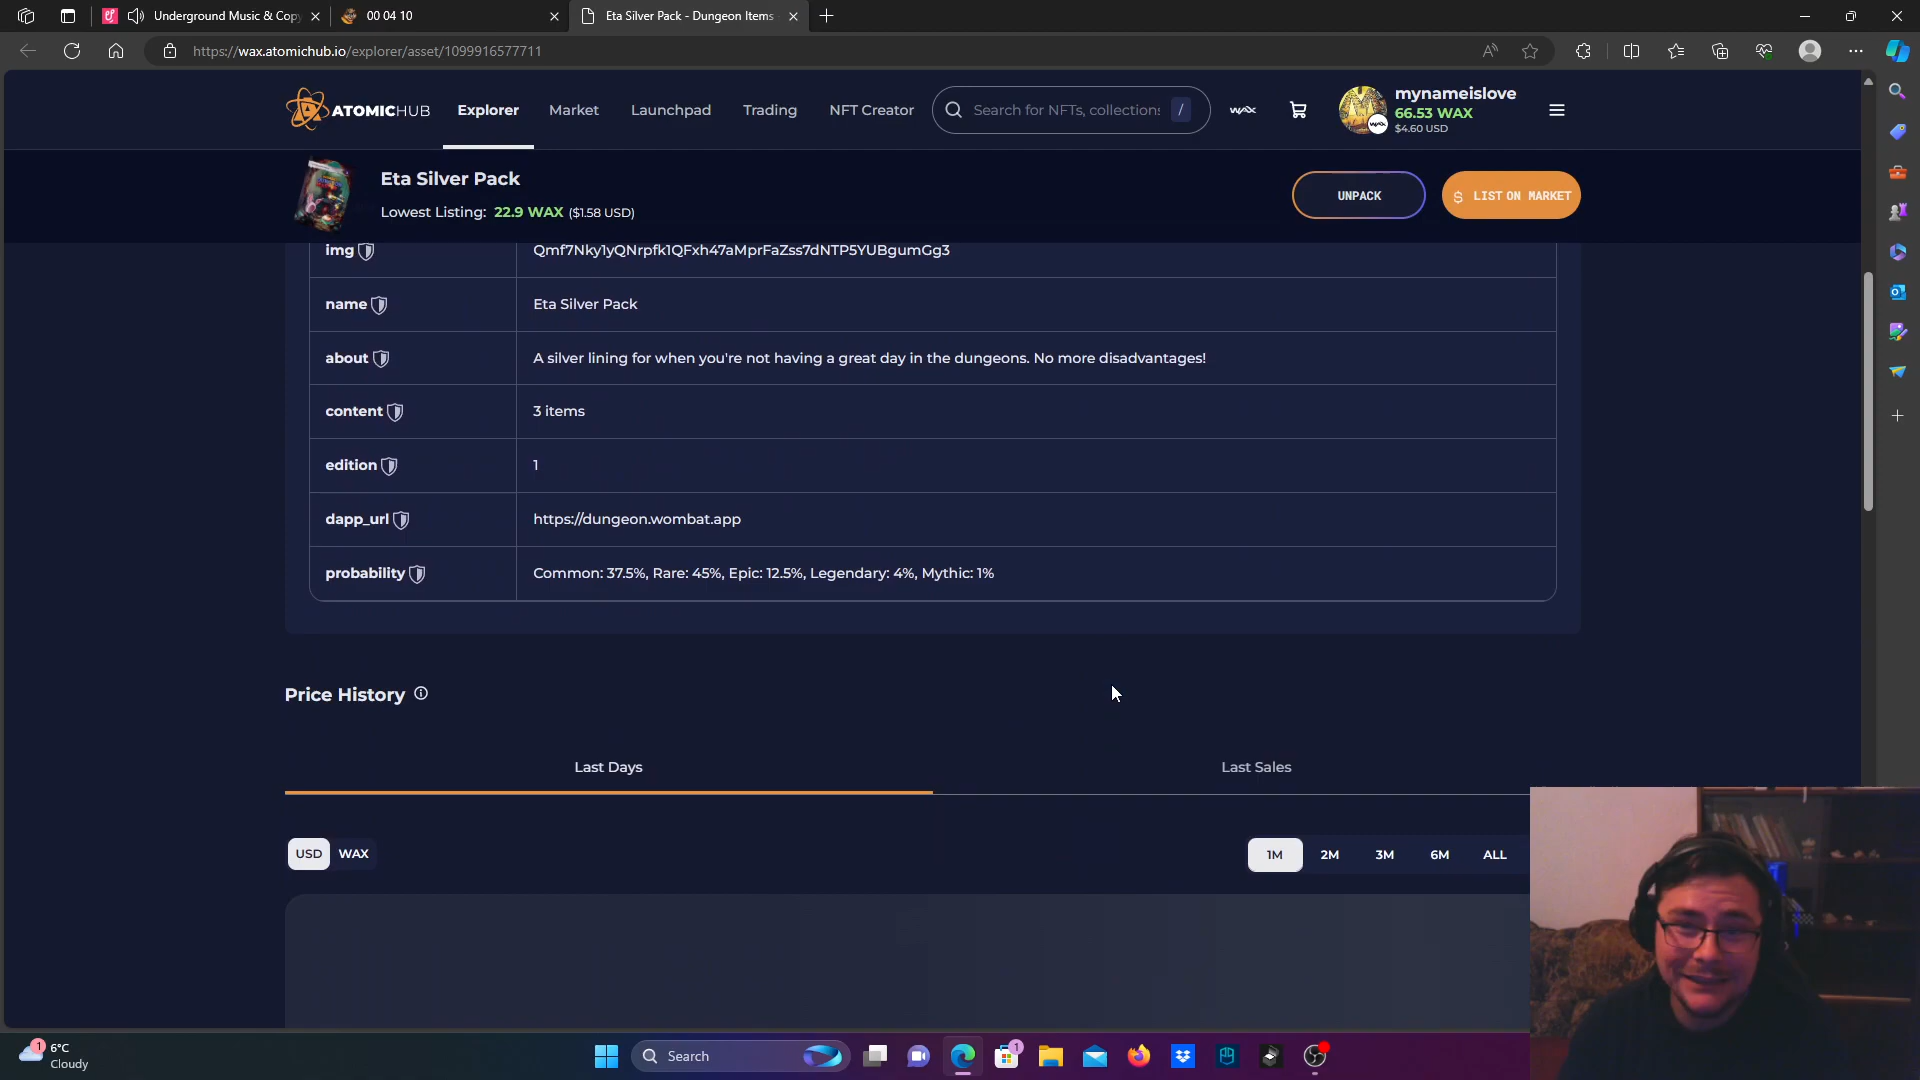 Underground Music & Copy
00 04 10
Eta Silver Pack - Dungeon Items
https://wax.atomichub.io/explorer/asset/1099916577711
ATOMICHUB
Explorer
Market
Launchpad
Trading
NFT Creator
Search for NFTs, collections
/
mynameislove
66.53 WAX
$4.60 USD
Eta Silver Pack
Lowest Listing: 22.9 WAX ($1.58 USD)
UNPACK
$ LIST ON MARKET
img
Qmf7Nky1yQNrpfk1QFxh47aMprFaZss7dNTP5YUBgumGg3
name
Eta Silver Pack
about
A silver lining for when you're not having a great day in the dungeons. No more disadvantages!
content
3 items
edition
1
dapp_url
https://dungeon.wombat.app
probability
Common: 37.5%, Rare: 45%, Epic: 12.5%, Legendary: 4%, Mythic: 1%
Price History
Last Days
Last Sales
USD
WAX
1M
2M
3M
6M
ALL
1
6°C
Cloudy
Search
1